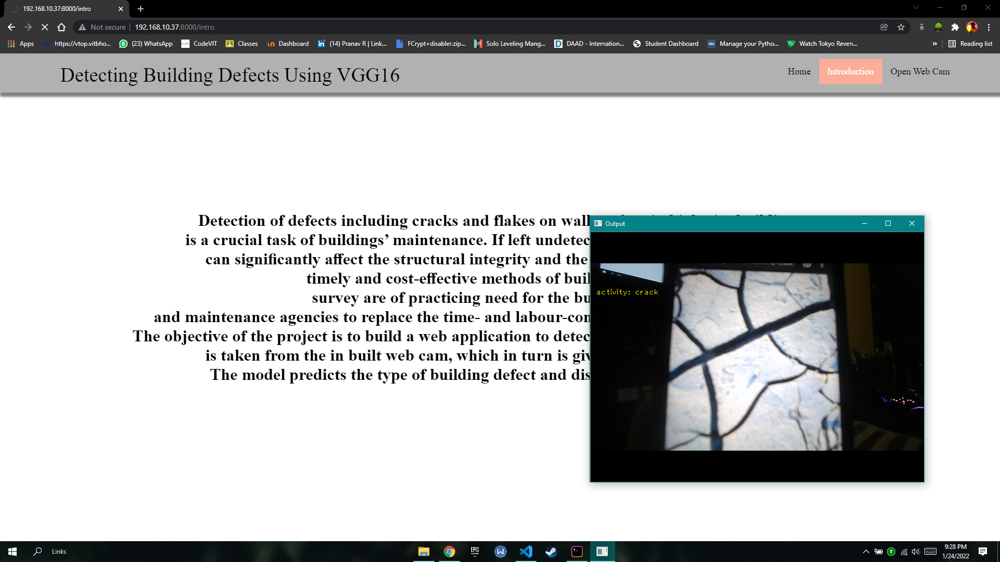 192.168.10.37:8000/intro
Not secure
192.168.10.37:8000/intro
Apps
https://vtop.vitbho...
(23) WhatsApp
CodeVIT
Classes
Dashboard
(14) Pranav R | Link...
FCrypt+disabler.zip...
Solo Leveling Mang...
DAAD - Internation...
Student Dashboard
Manage your Pytho...
Watch Tokyo Reven...
»
Reading list
Detecting Building Defects Using VGG16
Home
Introduction
Open Web Cam
Detection of defects including cracks and flakes on wall
is a crucial task of buildings’ maintenance. If left undetec
can significantly affect the structural integrity and the
timely and cost-effective methods of buil
survey are of practicing need for the bu
and maintenance agencies to replace the time- and labour-con
The objective of the project is to build a web application to detec
is taken from the in built web cam, which in turn is giv
The model predicts the type of building defect and dis
Output
activity: crack
Links
EPIC
GAMES
9:28 PM
1/24/2022